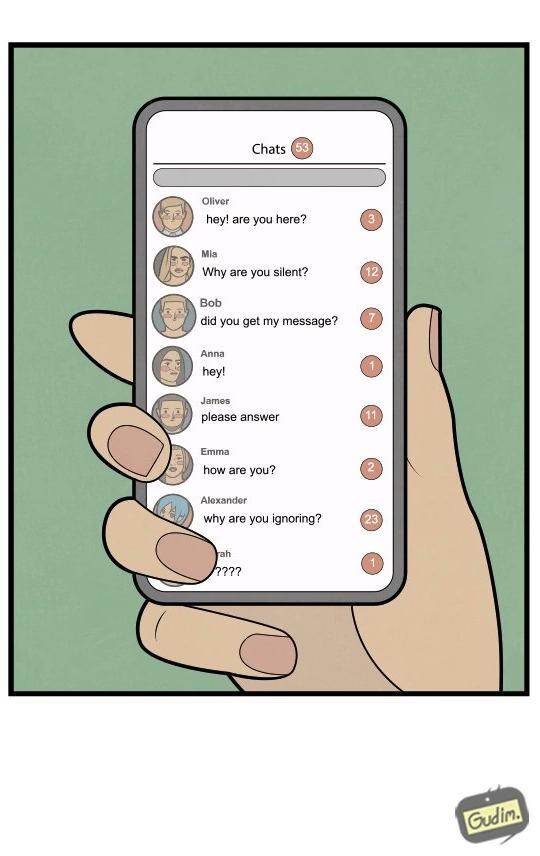 Chats 53
Oliver
hey! are you here? 3
Mia
Why are you silent? 12
Bob
did you get my message? 7
Anna
hey! 1
James
please answer 11
Emma
how are you? 2
Alexander
why are you ignoring? 23
rah
???? 1
Gudim.